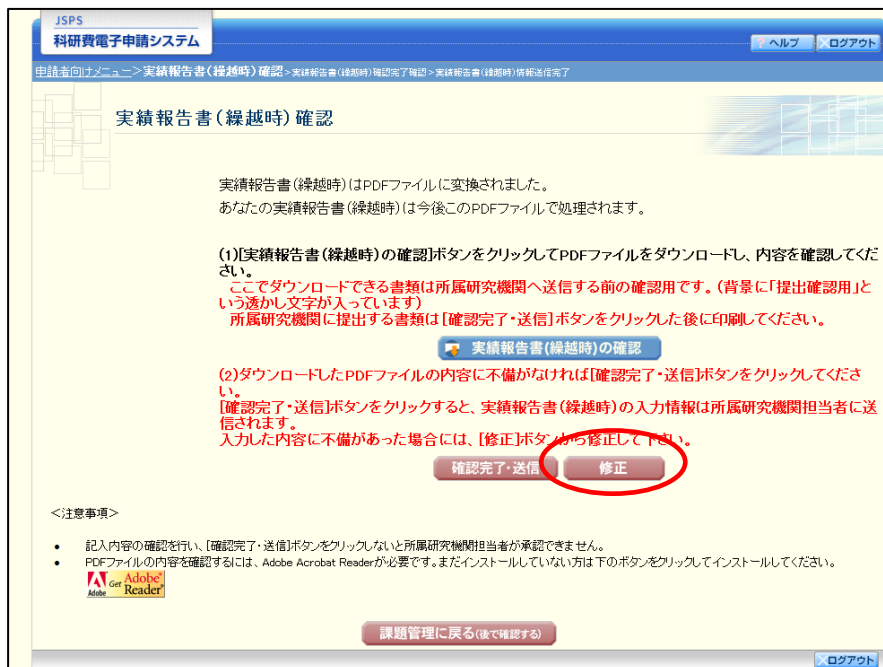 JSPS
科研費電子申請システム
? ヘルプ
×ログアウト
申請者向けメニュー>実績報告書(繰越時)確認>実績報告書(繰越時)確認完了確認>実績報告書(繰越時)情報送信完了
実績報告書(繰越時)確認
実績報告書(繰越時)はPDFファイルに変換されました。
あなたの実績報告書(繰越時)は今後このPDFファイルで処理されます。
(1)[実績報告書(繰越時)の確認]ボタンをクリックしてPDFファイルをダウンロードし、内容を確認してくだ
さい。
ここでダウンロードできる書類は所属研究機関へ送信する前の確認用です。(背景に「提出確認用」と
いう透かし文字が入っています)
所属研究機関に提出する書類は[確認完了・送信]ボタンをクリックした後に印刷してください。
実績報告書(繰越時)の確認
(2)ダウンロードしたPDFファイルの内容に不備がなければ[確認完了・送信]ボタンをクリックしてくださ
い。
[確認完了・送信]ボタンをクリックすると、実績報告書(繰越時)の入力情報は所属研究機関担当者に送
信されます。
入力した内容に不備があった場合には、[修正]ボタンから修正して下さい。
確認完了・送信
修正
<注意事項>
• 記入内容の確認を行い、[確認完了・送信]ボタンをクリックしないと所属研究機関担当者が承認できません。
• PDFファイルの内容を確認するには、Adobe Acrobat Readerが必要です。まだインストールしていない方は下のボタンをクリックしてインストールしてください。
Adobe Get Adobe® Reader®
課題管理に戻る(後で確認する)
×ログアウト